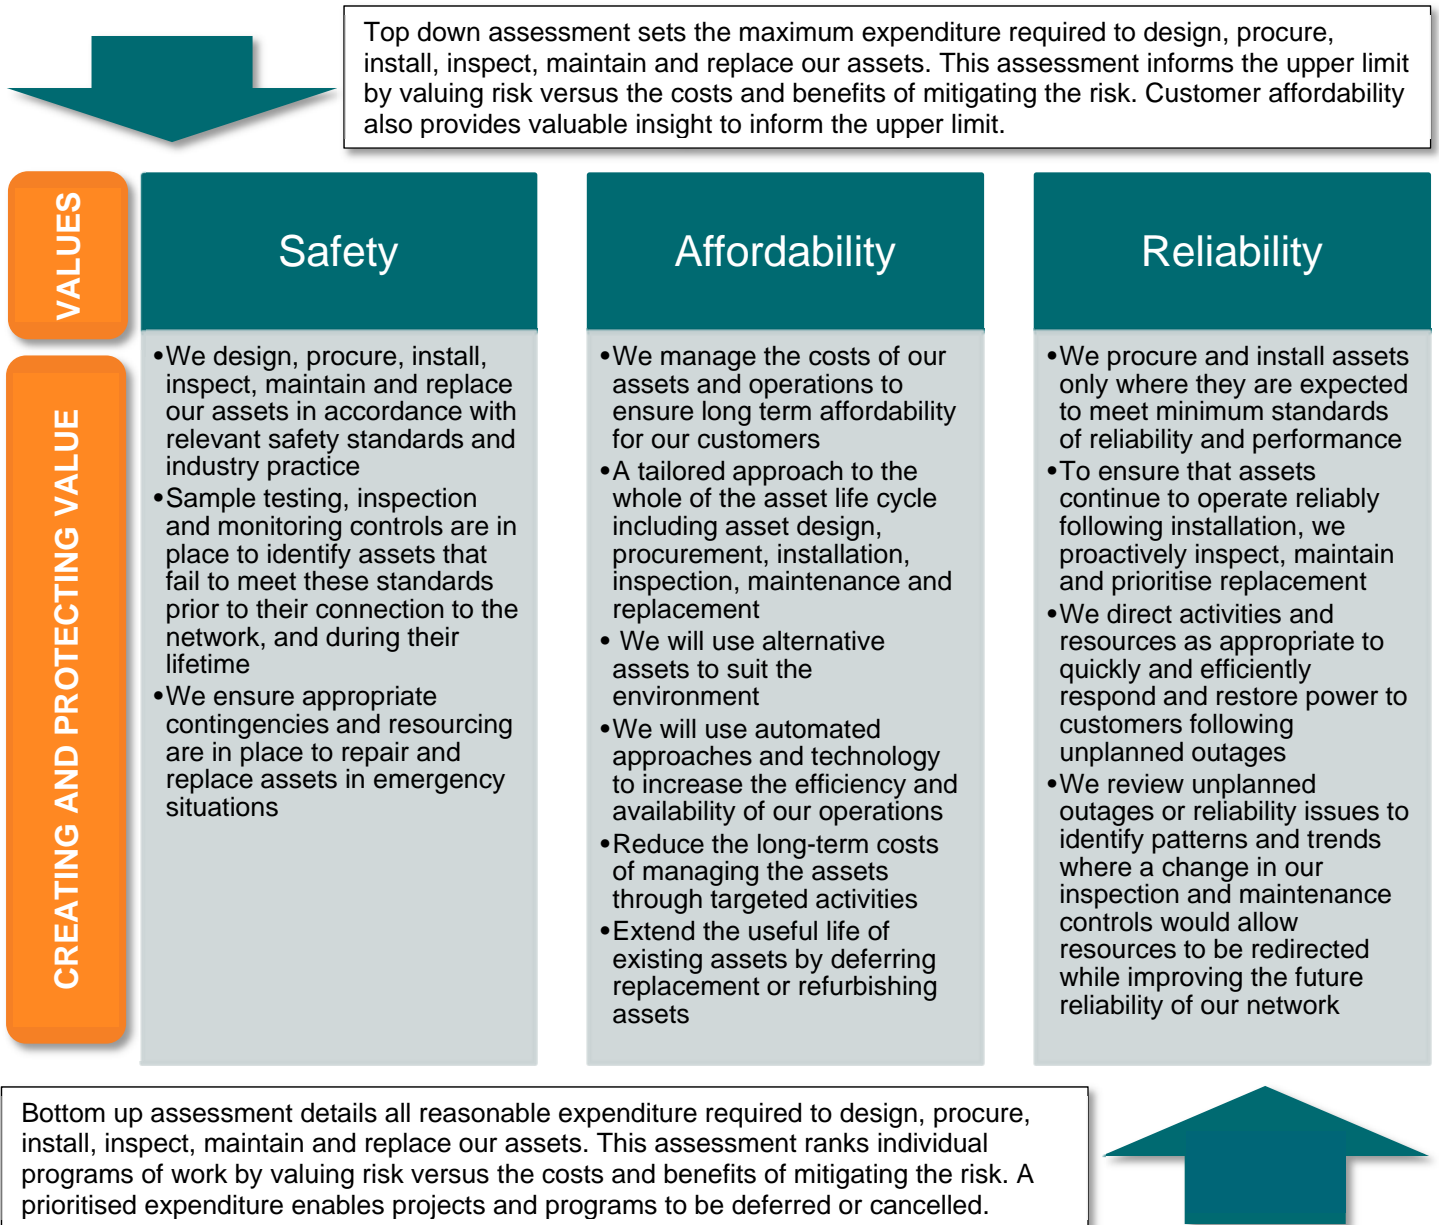 Top down assessment sets the maximum expenditure required to design, procure,
install, inspect, maintain and replace our assets. This assessment informs the upper limit
by valuing risk versus the costs and benefits of mitigating the risk. Customer affordability
also provides valuable insight to inform the upper limit.
VALUES
Safety
Affordability
Reliability
CREATING AND PROTECTING VALUE
•We design, procure, install,
inspect, maintain and replace
our assets in accordance with
relevant safety standards and
industry practice
•Sample testing, inspection
and monitoring controls are in
place to identify assets that
fail to meet these standards
prior to their connection to the
network, and during their
lifetime
•We ensure appropriate
contingencies and resourcing
are in place to repair and
replace assets in emergency
situations
•We manage the costs of our
assets and operations to
ensure long term affordability
for our customers
•A tailored approach to the
whole of the asset life cycle
including asset design,
procurement, installation,
inspection, maintenance and
replacement
• We will use alternative
assets to suit the
environment
•We will use automated
approaches and technology
to increase the efficiency and
availability of our operations
•Reduce the long-term costs
of managing the assets
through targeted activities
•Extend the useful life of
existing assets by deferring
replacement or refurbishing
assets
•We procure and install assets
only where they are expected
to meet minimum standards
of reliability and performance
•To ensure that assets
continue to operate reliably
following installation, we
proactively inspect, maintain
and prioritise replacement
•We direct activities and
resources as appropriate to
quickly and efficiently
respond and restore power to
customers following
unplanned outages
•We review unplanned
outages or reliability issues to
identify patterns and trends
where a change in our
inspection and maintenance
controls would allow
resources to be redirected
while improving the future
reliability of our network
Bottom up assessment details all reasonable expenditure required to design, procure,
install, inspect, maintain and replace our assets. This assessment ranks individual
programs of work by valuing risk versus the costs and benefits of mitigating the risk. A
prioritised expenditure enables projects and programs to be deferred or cancelled.